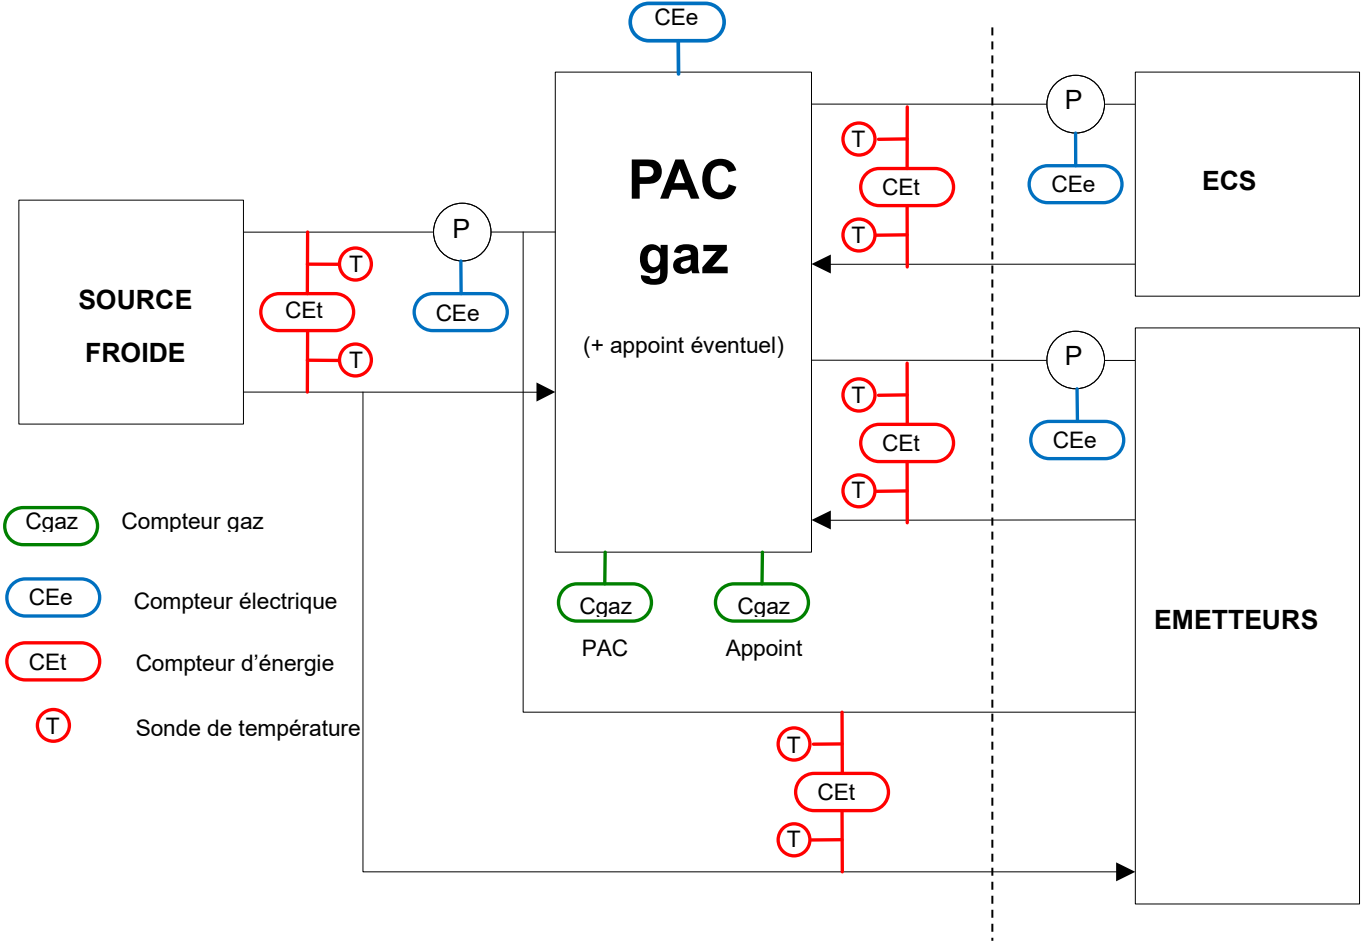 CEe
PAC
gaz
(+ appoint éventuel)
T
CEt
T
P
CEe
ECS
SOURCE
FROIDE
T
CEt
T
P
CEe
T
CEt
T
P
CEe
EMETTEURS
Cgaz
PAC
Cgaz
Appoint
T
CEt
T
Cgaz Compteur gaz
CEe Compteur électrique
CEt Compteur d’énergie
T Sonde de température